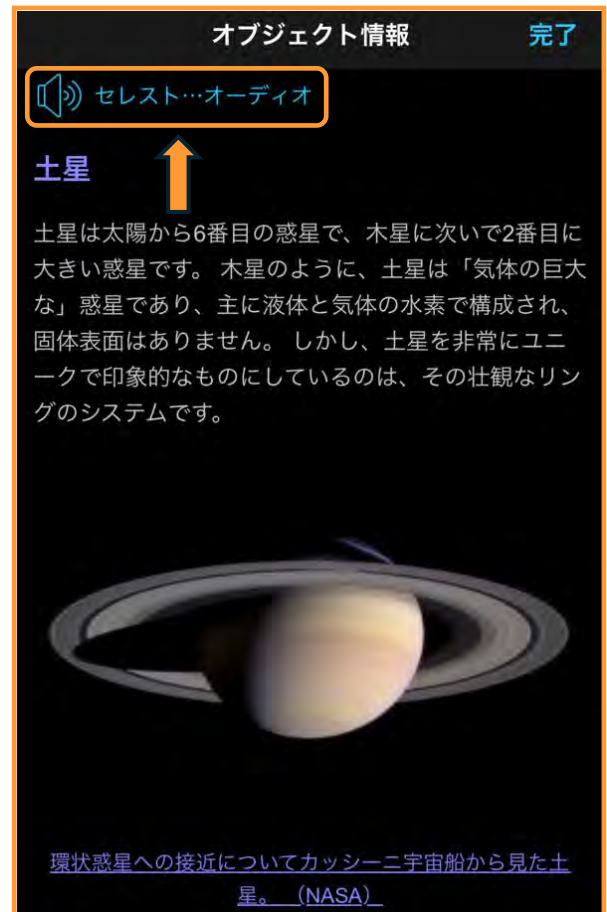 オブジェクト情報 完了
セレスト…オーディオ
土星
土星は太陽から6番目の惑星で、木星に次いで2番目に
大きい惑星です。 木星のように、土星は「気体の巨大
な」惑星であり、主に液体と気体の水素で構成され、
固体表面はありません。 しかし、土星を非常にユニ
ークで印象的なものにしているのは、その壮観なリン
グのシステムです。
環状惑星への接近についてカッシーニ宇宙船から見た土
星。 （NASA）